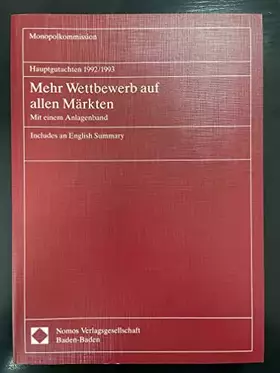 Monopolkommission
Hauptgutachten 1992/1993
Mehr Wettbewerb auf
allen Märkten
Mit einem Anlagenband
Includes an English Summary
Nomos Verlagsgesellschaft
Baden-Baden